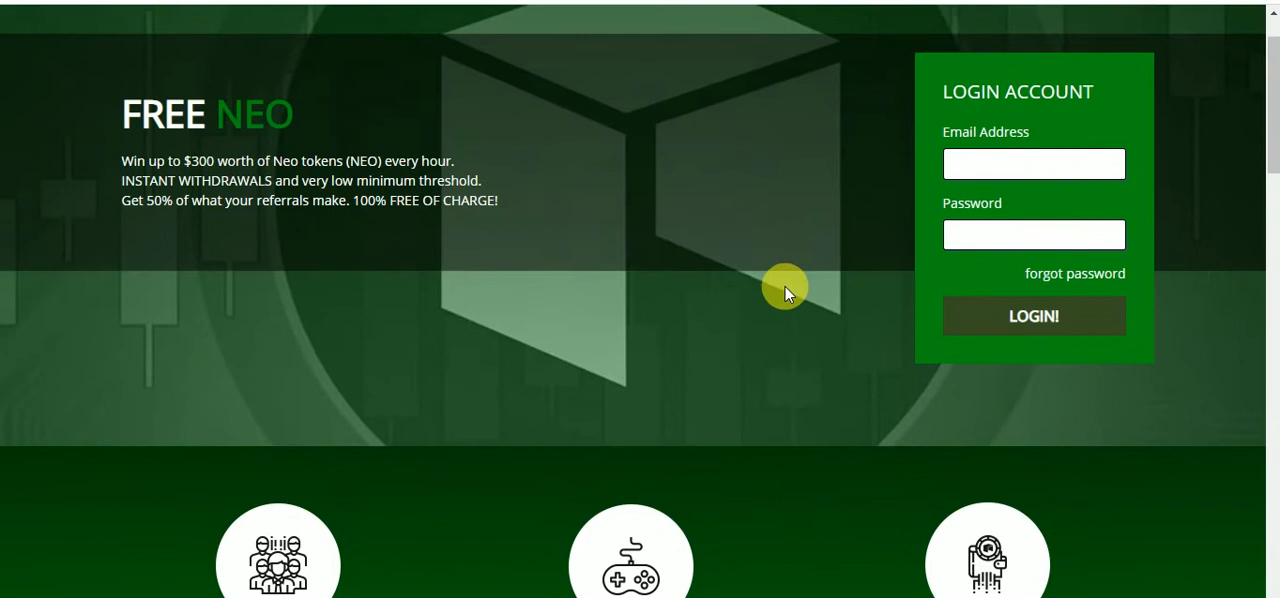 FREE NEO
Win up to $300 worth of Neo tokens (NEO) every hour.
INSTANT WITHDRAWALS and very low minimum threshold.
Get 50% of what your referrals make. 100% FREE OF CHARGE!
LOGIN ACCOUNT
Email Address
Password
forgot password
LOGIN!